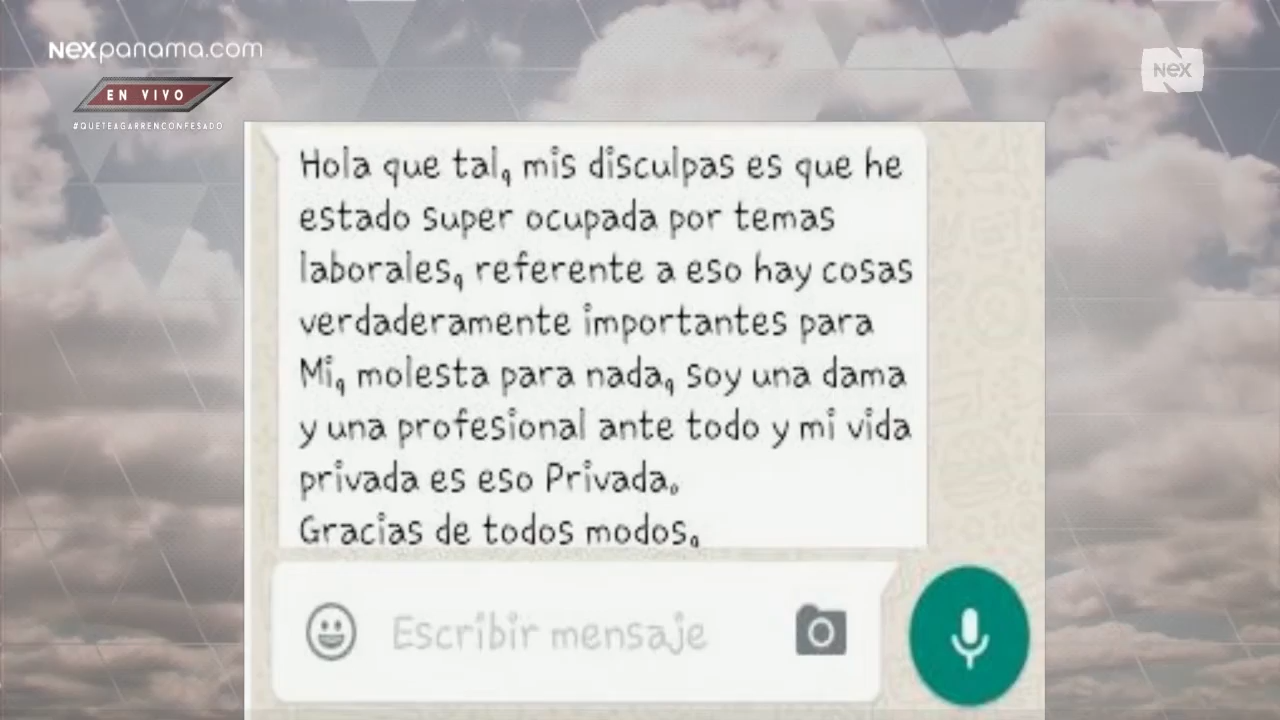 Nexpanama.com
NEX
EN VIVO
#QUETEAGARRENCONFESADO
Hola que tal, mis disculpas es que he
estado super ocupada por temas
laborales, referente a eso hay cosas
verdaderamente importantes para
Mi, molesta para nada, soy una dama
y una profesional ante todo y mi vida
privada es eso Privada.
Gracias de todos modos.
Escribir mensaje